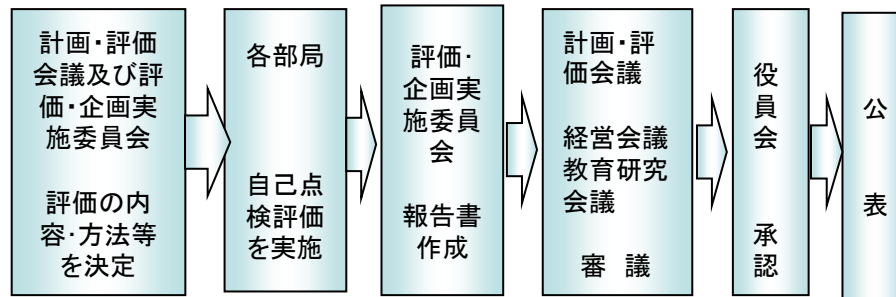 計画・評価
会議及び評
価・企画実
施委員会
評価の内
容・方法等
を決定
各部局
自己点
検評価
を実施
評価・
企画実
施委員
会
報告書
作成
計画・評
価会議
経営会議
教育研究
会議
審 議
役員会
承認
公表